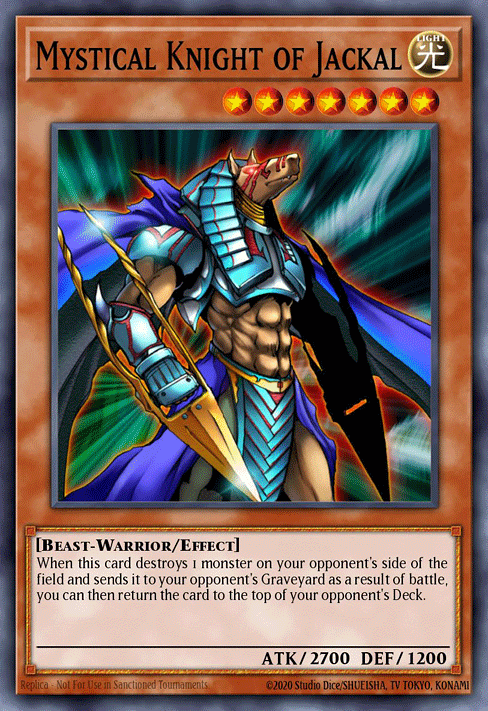 Mystical Knight of Jackal
LIGHT
光
[Beast-Warrior/Effect]
When this card destroys 1 monster on your opponent's side of the
field and sends it to your opponent's Graveyard as a result of battle,
you can then return the card to the top of your opponent's Deck.
ATK/2700 DEF/1200
Replica - Not For Use in Sanctioned Tournaments
©2020 Studio Dice/SHUEISHA, TV TOKYO, KONAMI